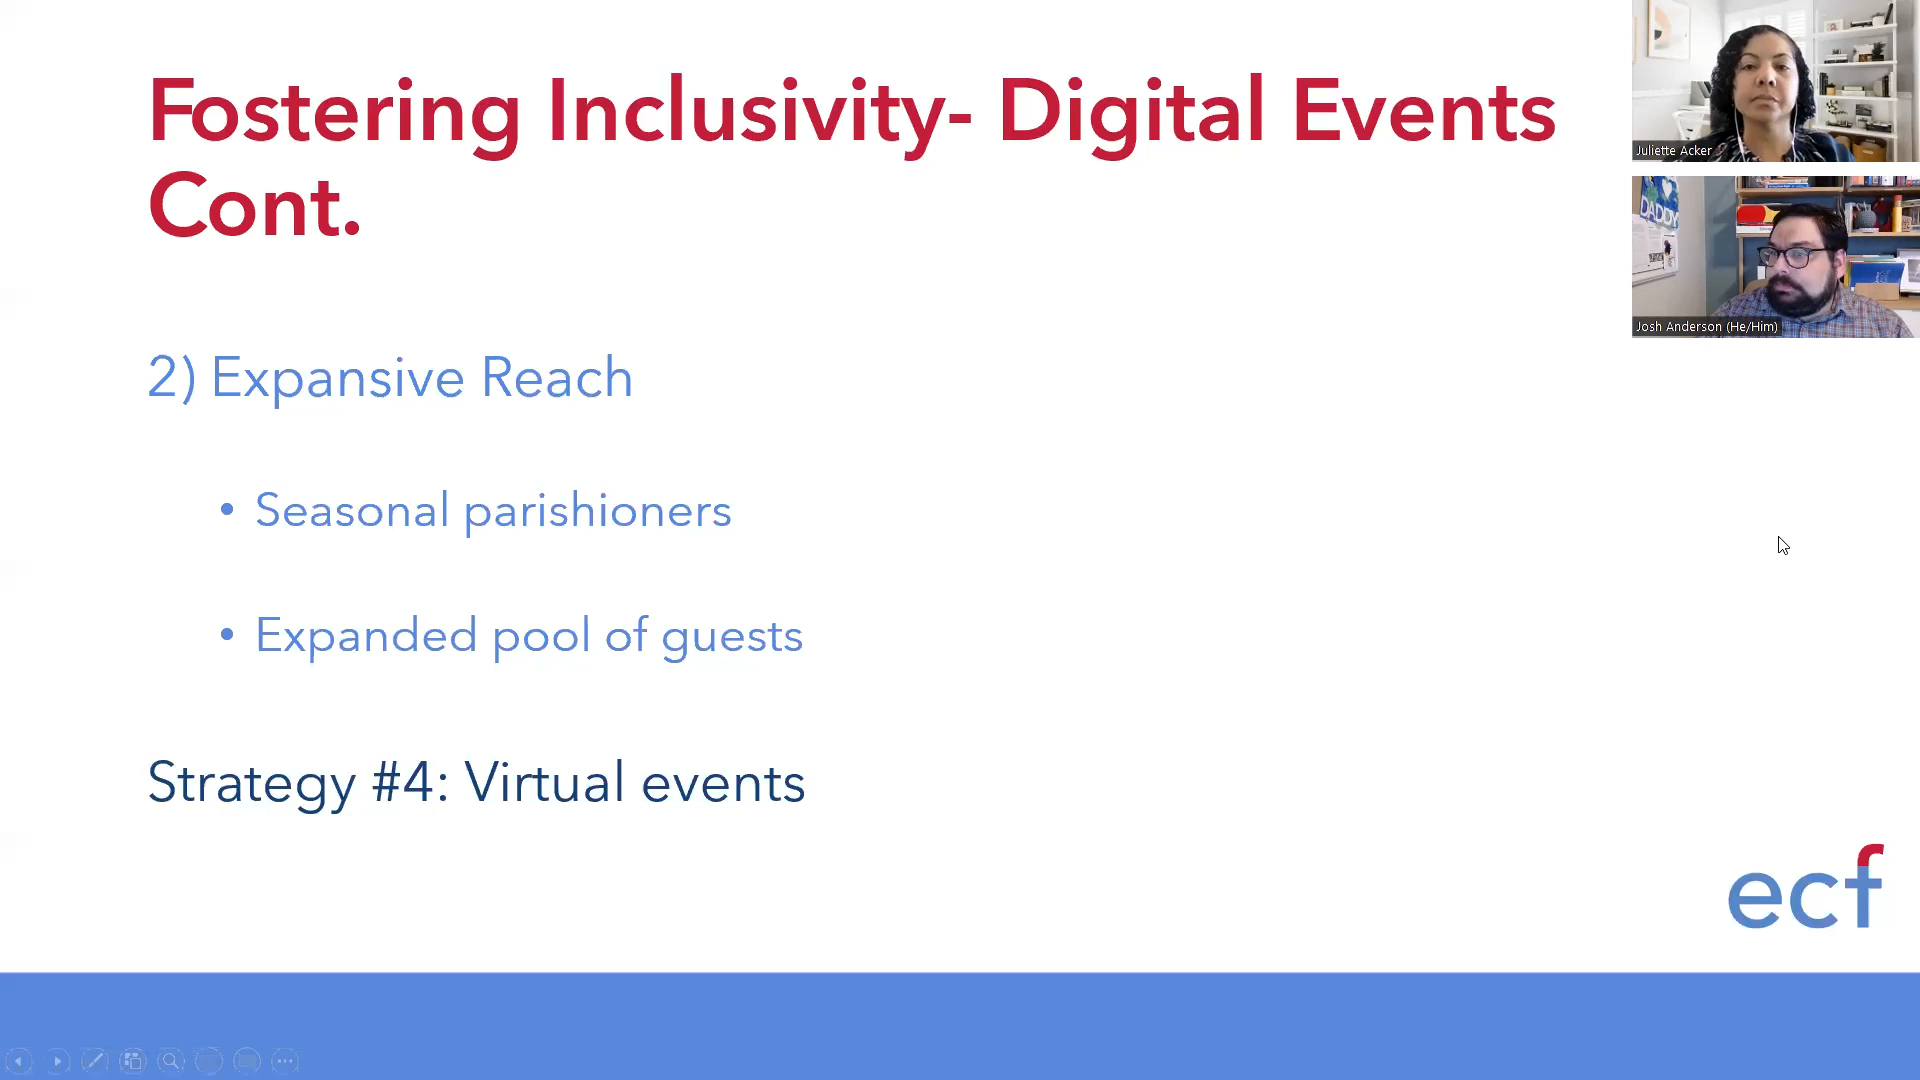 Fostering Inclusivity- Digital Events
Cont.
2) Expansive Reach
• Seasonal parishioners
• Expanded pool of guests
Strategy #4: Virtual events
ecf
Juliette Acker
DADDY
Josh Anderson (He/Him)